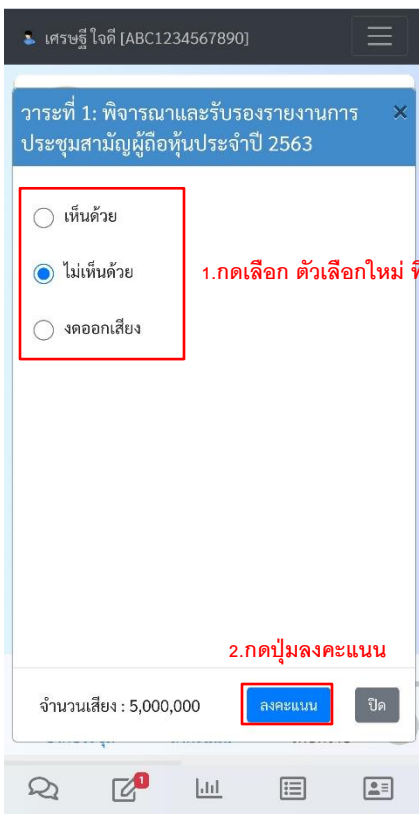 เศรษฐี ใจดี [ABC1234567890]
วาระที่ 1: พิจารณาและรับรองรายงานการ
ประชุมสามัญผู้ถือหุ้นประจำปี 2563
×
เห็นด้วย
ไม่เห็นด้วย
1.กดเลือก ตัวเลือกใหม่
งดออกเสียง
2.กดปุ่มลงคะแนน
จำนวนเสียง : 5,000,000
ลงคะแนน
ปิด
1